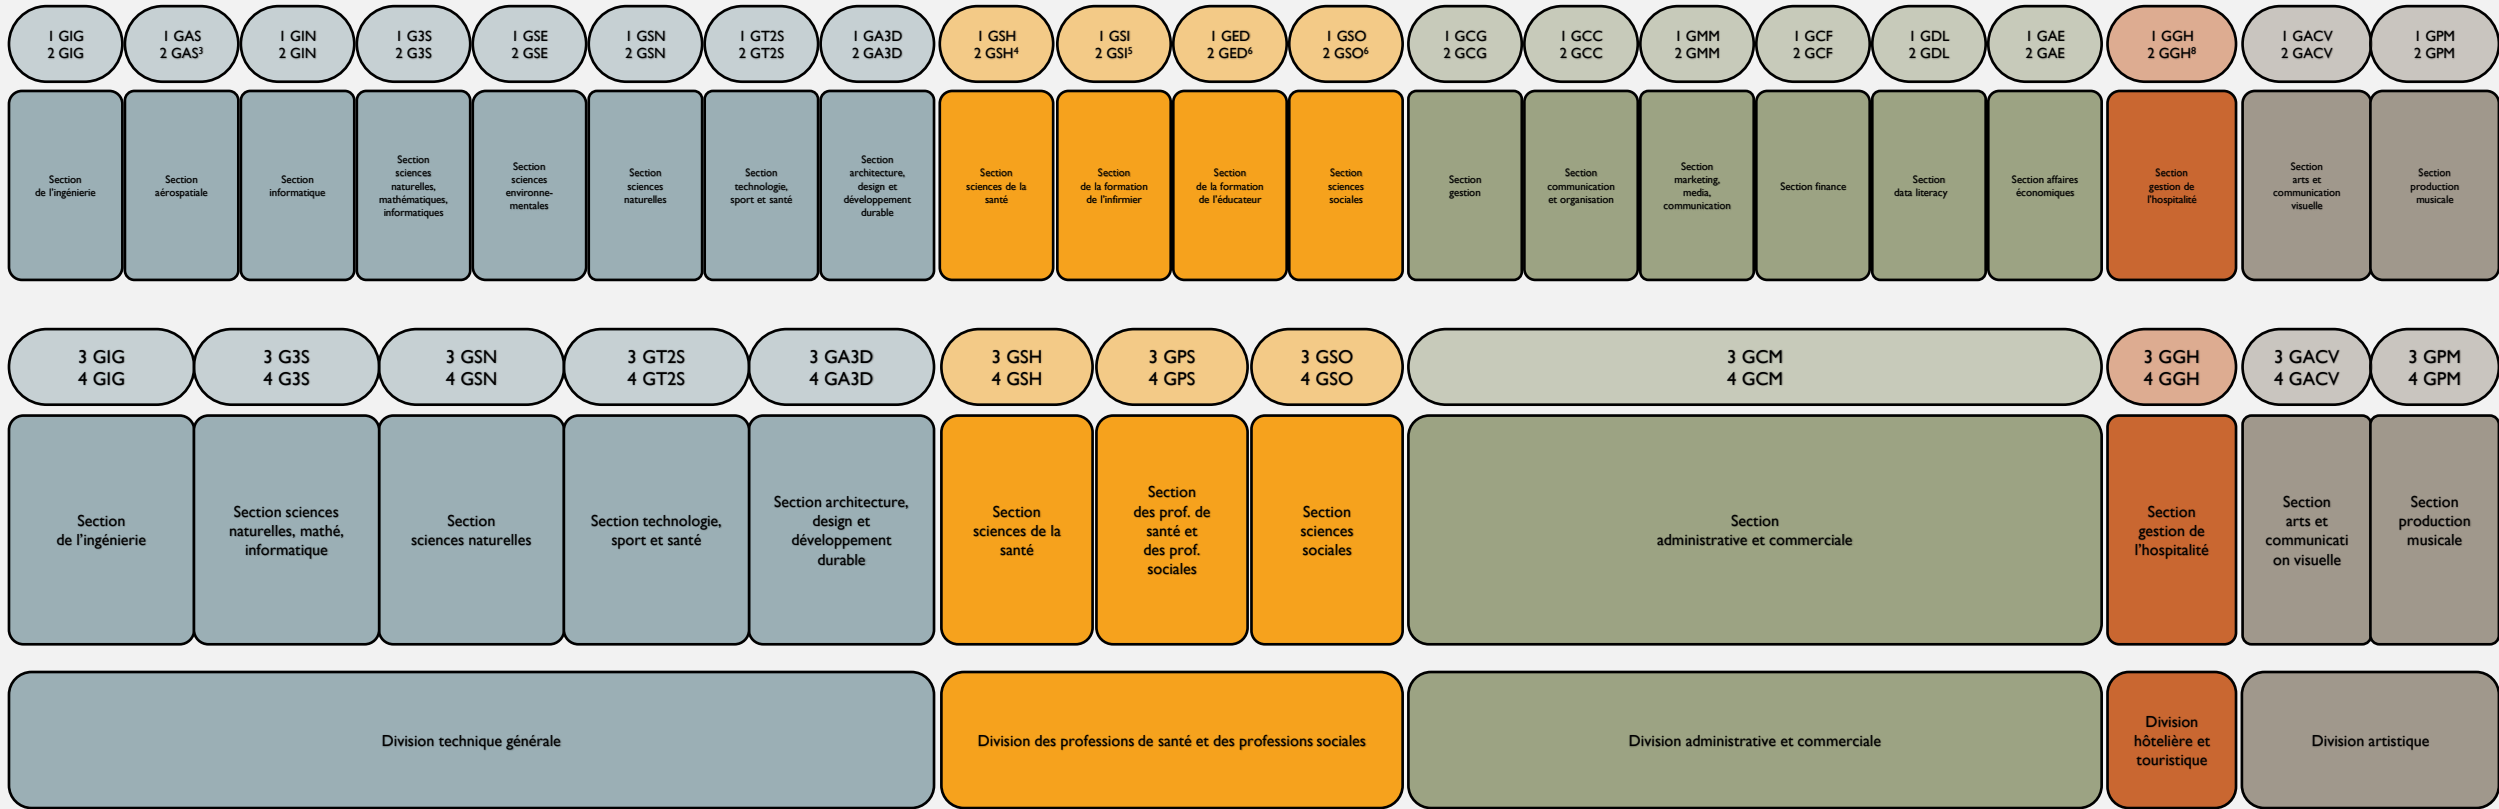 1 GIG
2 GIG
1 GAS
2 GAS³
1 GIN
2 GIN
1 G3S
2 G3S
1 GSE
2 GSE
1 GSN
2 GSN
1 GT2S
2 GT2S
1 GA3D
2 GA3D
1 GSH
2 GSH⁴
1 GSI
2 GSI⁵
1 GED
2 GED⁶
1 GSO
2 GSO⁶
1 GCG
2 GCG
1 GCC
2 GCC
1 GMM
2 GMM
1 GCF
2 GCF
1 GDL
2 GDL
1 GAE
2 GAE
1 GGH
2 GGH⁸
1 GACV
2 GACV
1 GPM
2 GPM
Section
de l'ingénierie
Section
aérospatiale
Section
informatique
Section
sciences
naturelles,
mathématiques,
informatiques
Section
sciences
environne-
mentales
Section
sciences
naturelles
Section
technologie,
sport et santé
Section
architecture,
design et
développement
durable
Section
sciences de la
santé
Section
de la formation
de l'infirmier
Section
de la formation
de l'éducateur
Section
sciences
sociales
Section
gestion
Section
communication
et organisation
Section
marketing,
media,
communication
Section finance
Section
data literacy
Section affaires
économiques
Section
gestion de
l'hospitalité
Section
arts et
communication
visuelle
Section
production
musicale
3 GIG
4 GIG
3 G3S
4 G3S
3 GSN
4 GSN
3 GT2S
4 GT2S
3 GA3D
4 GA3D
3 GSH
4 GSH
3 GPS
4 GPS
3 GSO
4 GSO
3 GCM
4 GCM
3 GGH
4 GGH
3 GACV
4 GACV
3 GPM
4 GPM
Section
de l'ingénierie
Section sciences
naturelles, mathé,
informatique
Section
sciences naturelles
Section technologie,
sport et santé
Section architecture,
design et
développement
durable
Section
sciences de la
santé
Section
des prof. de
santé et
des prof.
sociales
Section
sciences
sociales
Section
administrative et commerciale
Section
gestion de
l'hospitalité
Section
arts et
communicati
on visuelle
Section
production
musicale
Division technique générale
Division des professions de santé et des professions sociales
Division administrative et commerciale
Division
hôtelière et
touristique
Division artistique